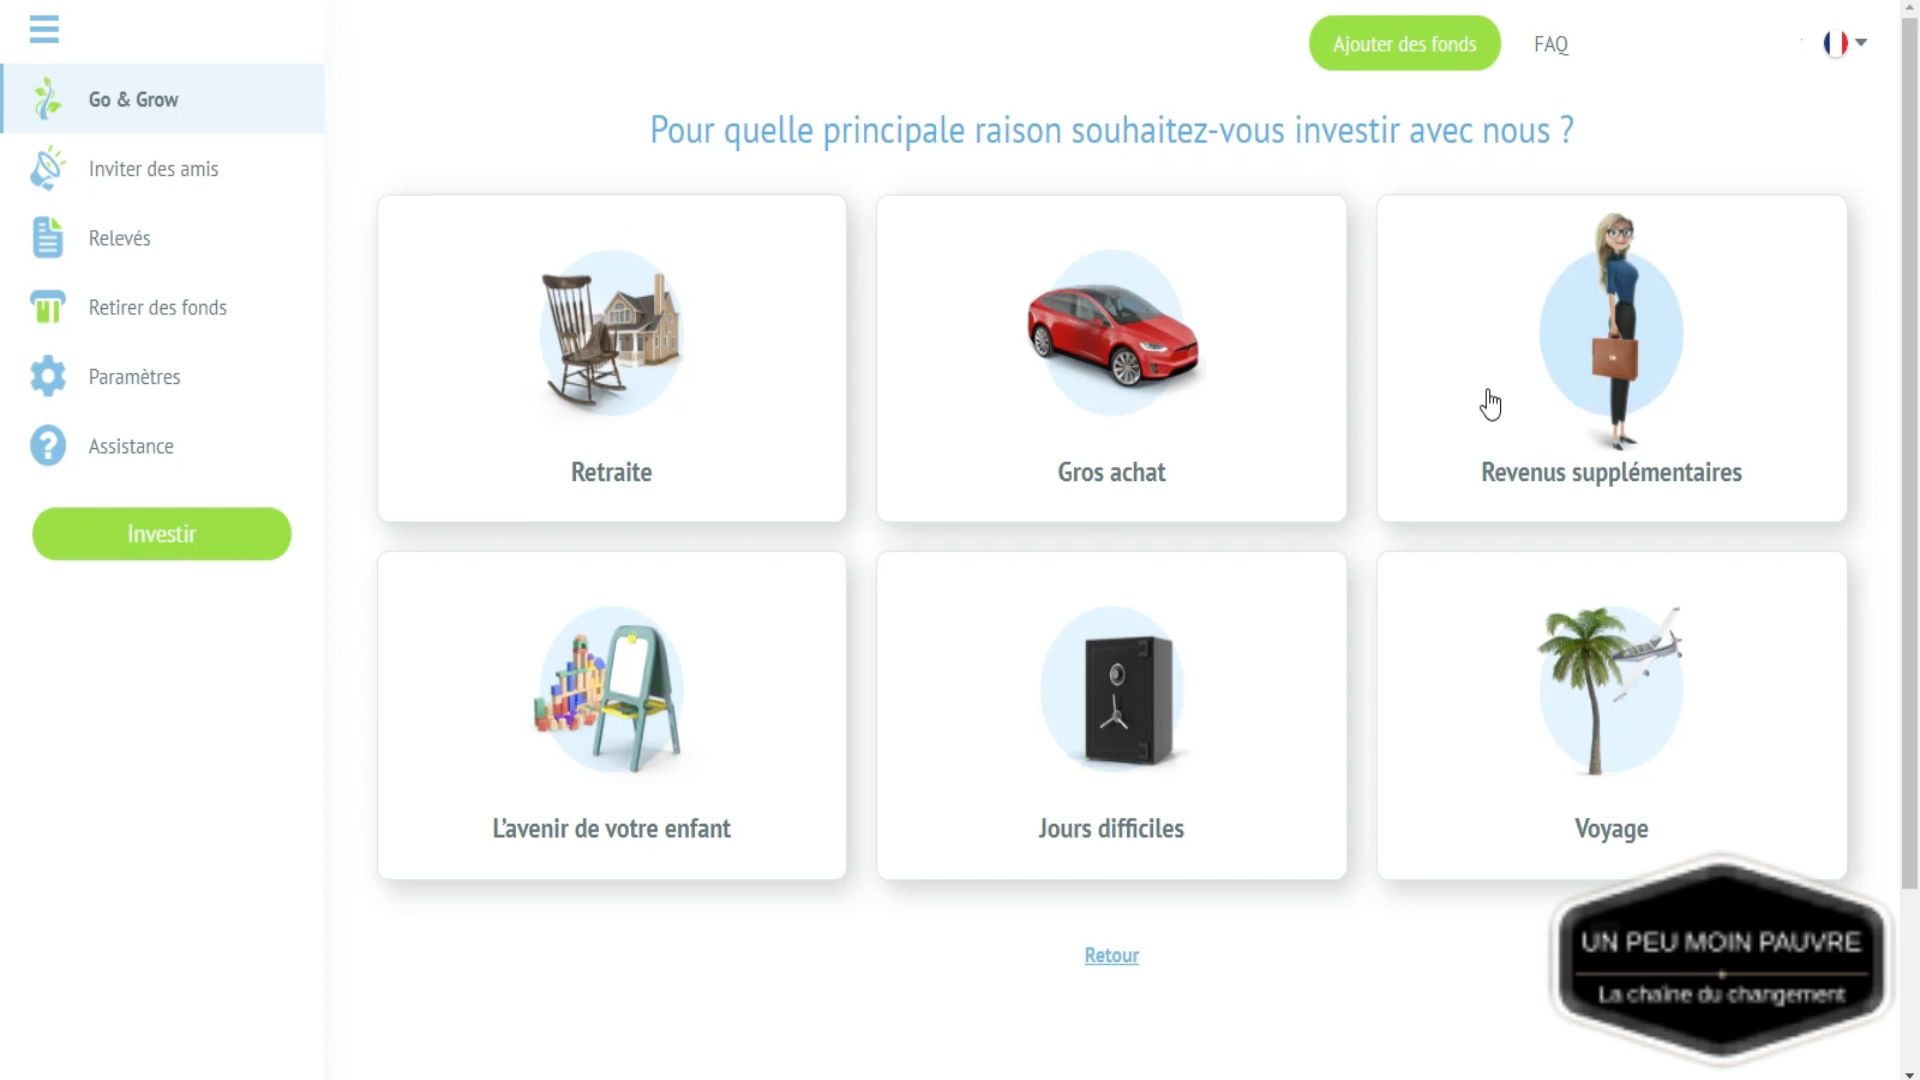 Ajouter des fonds
FAQ
Go & Grow
Inviter des amis
Relevés
Retirer des fonds
Paramètres
Assistance
Investir
Pour quelle principale raison souhaitez-vous investir avec nous ?
Retraite
Gros achat
Revenus supplémentaires
L'avenir de votre enfant
Jours difficiles
Voyage
Retour
UN PEU MOIN PAUVRE
La chaîne du changement